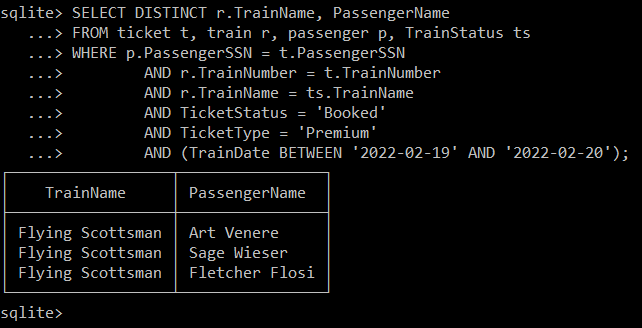 sqlite> SELECT DISTINCT r.TrainName, PassengerName
   ...> FROM ticket t, train r, passenger p, TrainStatus ts
   ...> WHERE p.PassengerSSN = t.PassengerSSN
   ...>         AND r.TrainNumber = t.TrainNumber
   ...>         AND r.TrainName = ts.TrainName
   ...>         AND TicketStatus = 'Booked'
   ...>         AND TicketType = 'Premium'
   ...>         AND (TrainDate BETWEEN '2022-02-19' AND '2022-02-20');
TrainName PassengerName
Flying Scottsman Art Venere
Flying Scottsman Sage Wieser
Flying Scottsman Fletcher Flosi
sqlite>